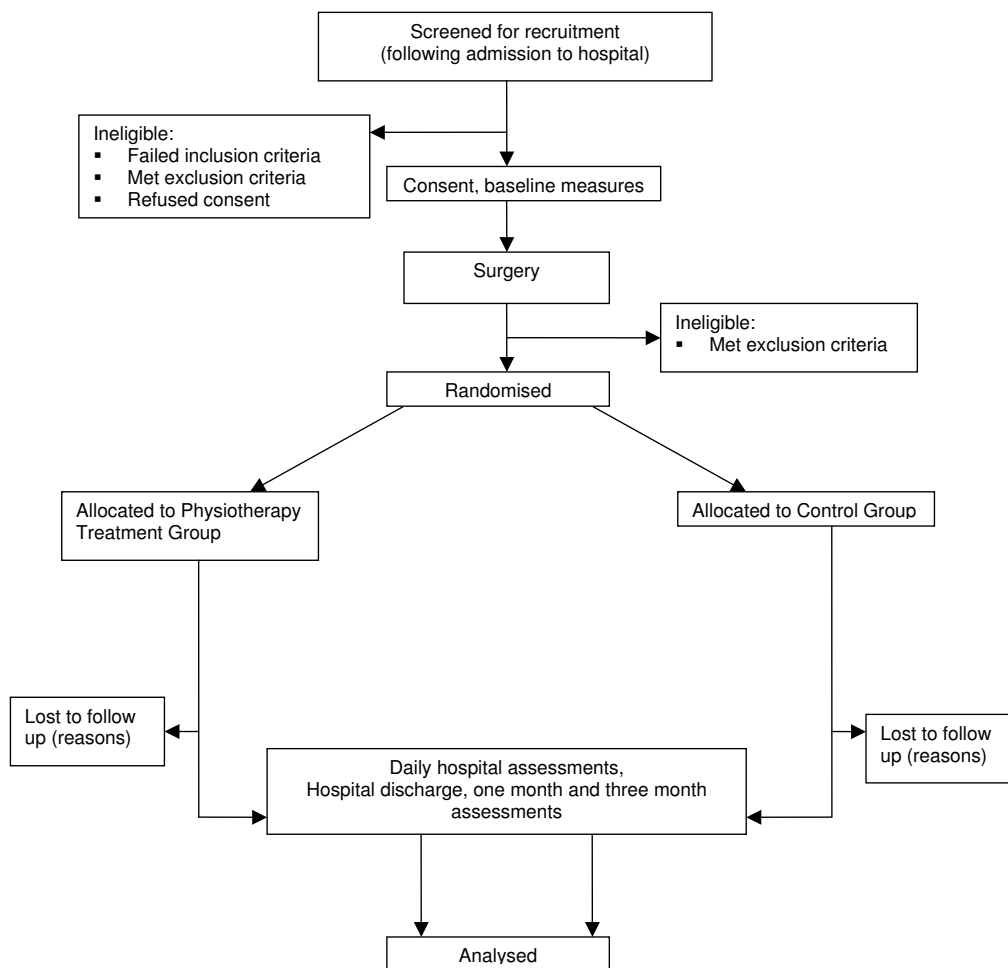 Screened for recruitment
(following admission to hospital)
Ineligible:
▪ Failed inclusion criteria
▪ Met exclusion criteria
▪ Refused consent
Consent, baseline measures
Surgery
Ineligible:
▪ Met exclusion criteria
Randomised
Allocated to Physiotherapy
Treatment Group
Allocated to Control Group
Lost to follow
up (reasons)
Lost to follow
up (reasons)
Daily hospital assessments,
Hospital discharge, one month and three month
assessments
Analysed